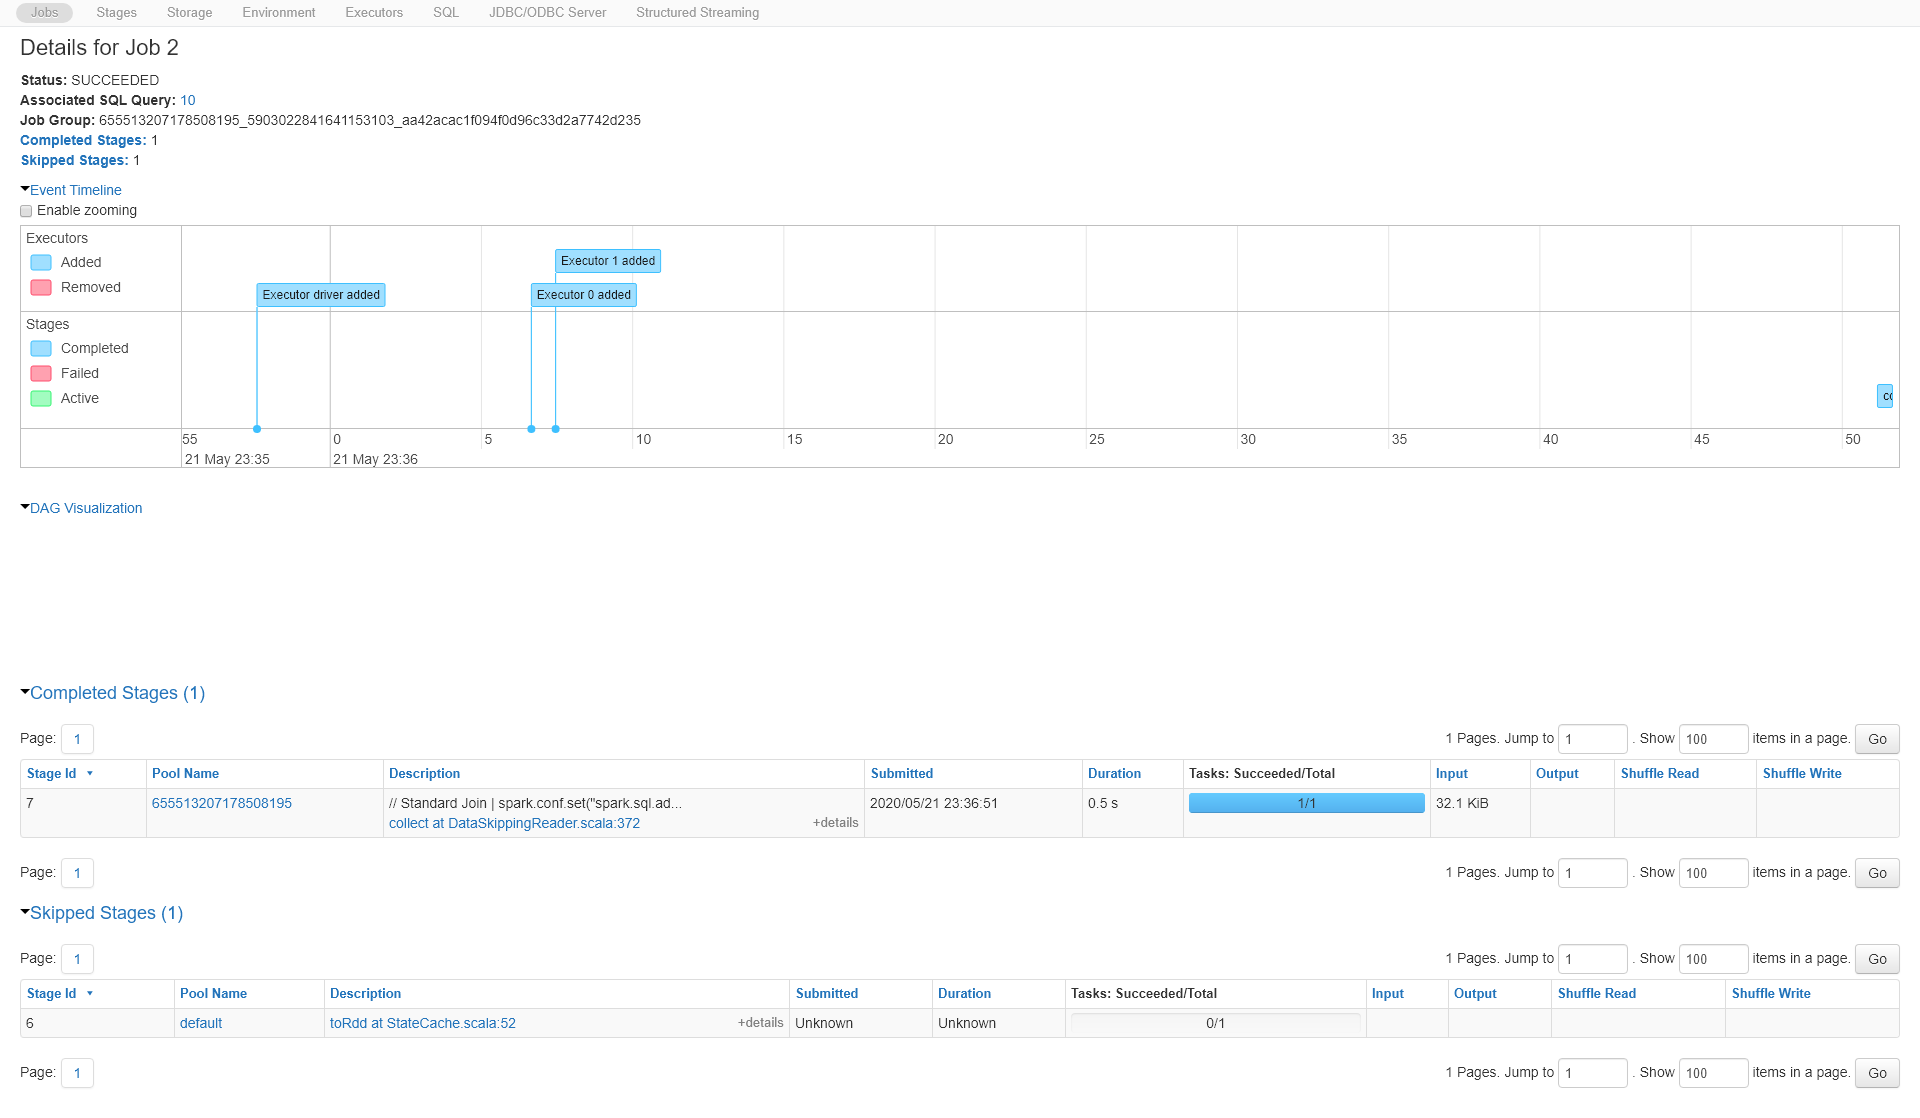 Jobs Stages Storage Environment Executors SQL JDBC/ODBC Server Structured Streaming
Details for Job 2
Status: SUCCEEDED
Associated SQL Query: 10
Job Group: 655513207178508195_5903022841641153103_aa42acac1f094f0d96c33d2a7742d235
Completed Stages: 1
Skipped Stages: 1
Event Timeline
Enable zooming
Executors
Added
Removed
Executor 1 added
Executor driver added
Executor 0 added
Stages
Completed
Failed
Active
co
55 0 5 10 15 20 25 30 35 40 45 50
21 May 23:35 21 May 23:36
DAG Visualization
Completed Stages (1)
Page: 1 1 Pages. Jump to 1 . Show 100 items in a page. Go
Stage Id Pool Name Description Submitted Duration Tasks: Succeeded/Total Input Output Shuffle Read Shuffle Write
7 655513207178508195 // Standard Join | spark.conf.set("spark.sql.ad... 2020/05/21 23:36:51 0.5 s 1/1 32.1 KiB
collect at DataSkippingReader.scala:372 +details
Page: 1 1 Pages. Jump to 1 . Show 100 items in a page. Go
Skipped Stages (1)
Page: 1 1 Pages. Jump to 1 . Show 100 items in a page. Go
Stage Id Pool Name Description Submitted Duration Tasks: Succeeded/Total Input Output Shuffle Read Shuffle Write
6 default toRdd at StateCache.scala:52 +details Unknown Unknown 0/1
Page: 1 1 Pages. Jump to 1 . Show 100 items in a page. Go